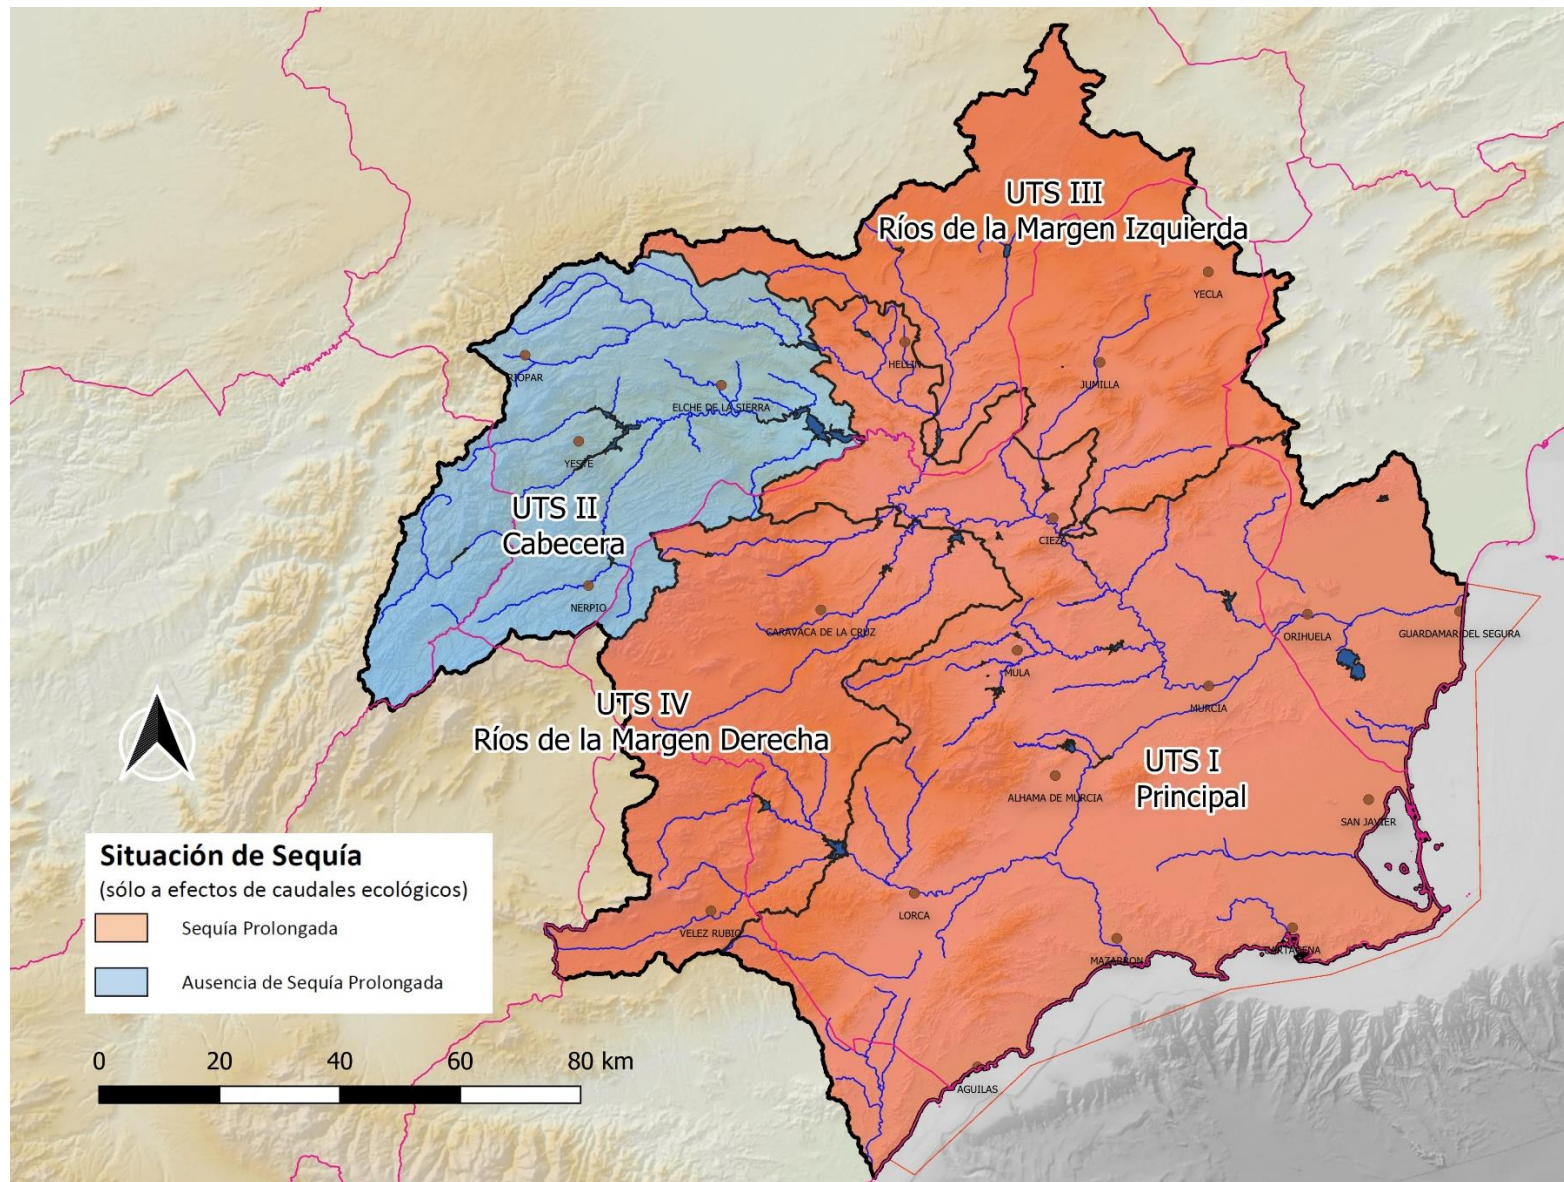 UTS III
Ríos de la Margen Izquierda
YECLA
HELLIN
JUMILLA
RIOPAR
ELCHE DE LA SIERRA
YESTE
UTS II
Cabecera
CIEZA
NERPIO
CARAVACA DE LA CRUZ
ORIHUELA
GUARDAMAR DEL SEGURA
MULA
MURCIA
UTS IV
Ríos de la Margen Derecha
UTS I
Principal
ALHAMA DE MURCIA
SAN JAVIER
LORCA
VELEZ RUBIO
MAZARRON
CARTAGENA
AGUILAS
Situación de Sequía
(sólo a efectos de caudales ecológicos)
Sequía Prolongada
Ausencia de Sequía Prolongada
0 20 40 60 80 km